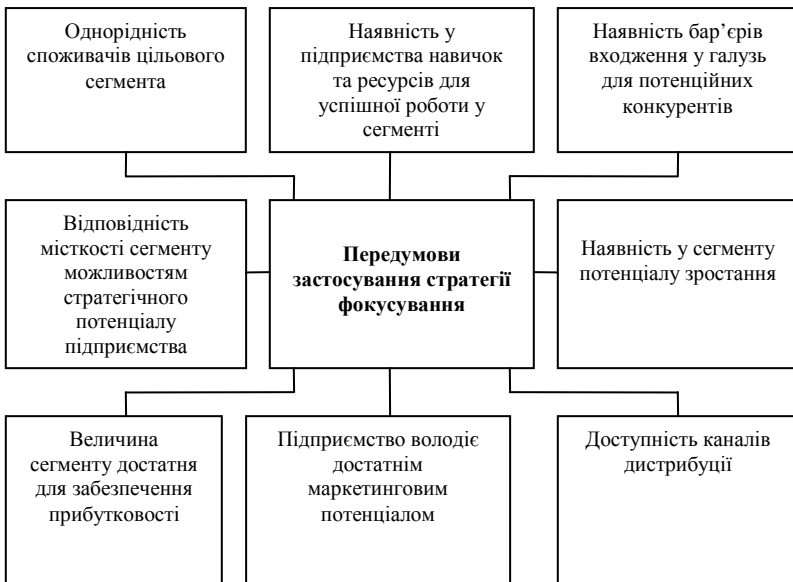 Однорідність
споживачів цільового
сегмента
Наявність у
підприємства навичок
та ресурсів для
успішної роботи у
сегменті
Наявність бар’єрів
входження у галузь
для потенційних
конкурентів
Відповідність
місткості сегменту
можливостям
стратегічного
потенціалу
підприємства
Передумови
застосування стратегії
фокусування
Наявність у сегменту
потенціалу зростання
Величина
сегменту достатня
для забезпечення
прибутковості
Підприємство володіє
достатнім
маркетинговим
потенціалом
Доступність каналів
дистрибуції